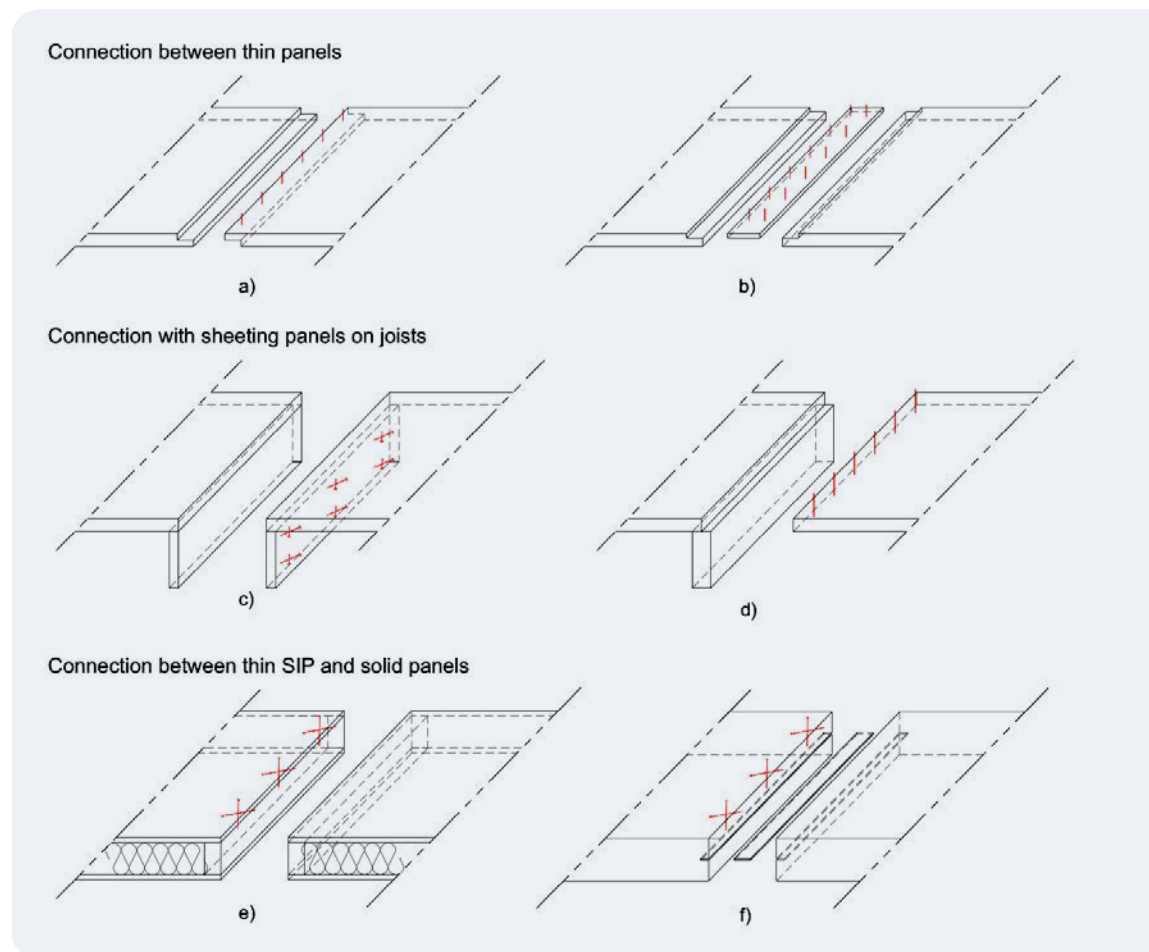 Connection between thin panels
a)
b)
Connection with sheeting panels on joists
c)
d)
Connection between thin SIP and solid panels
e)
f)